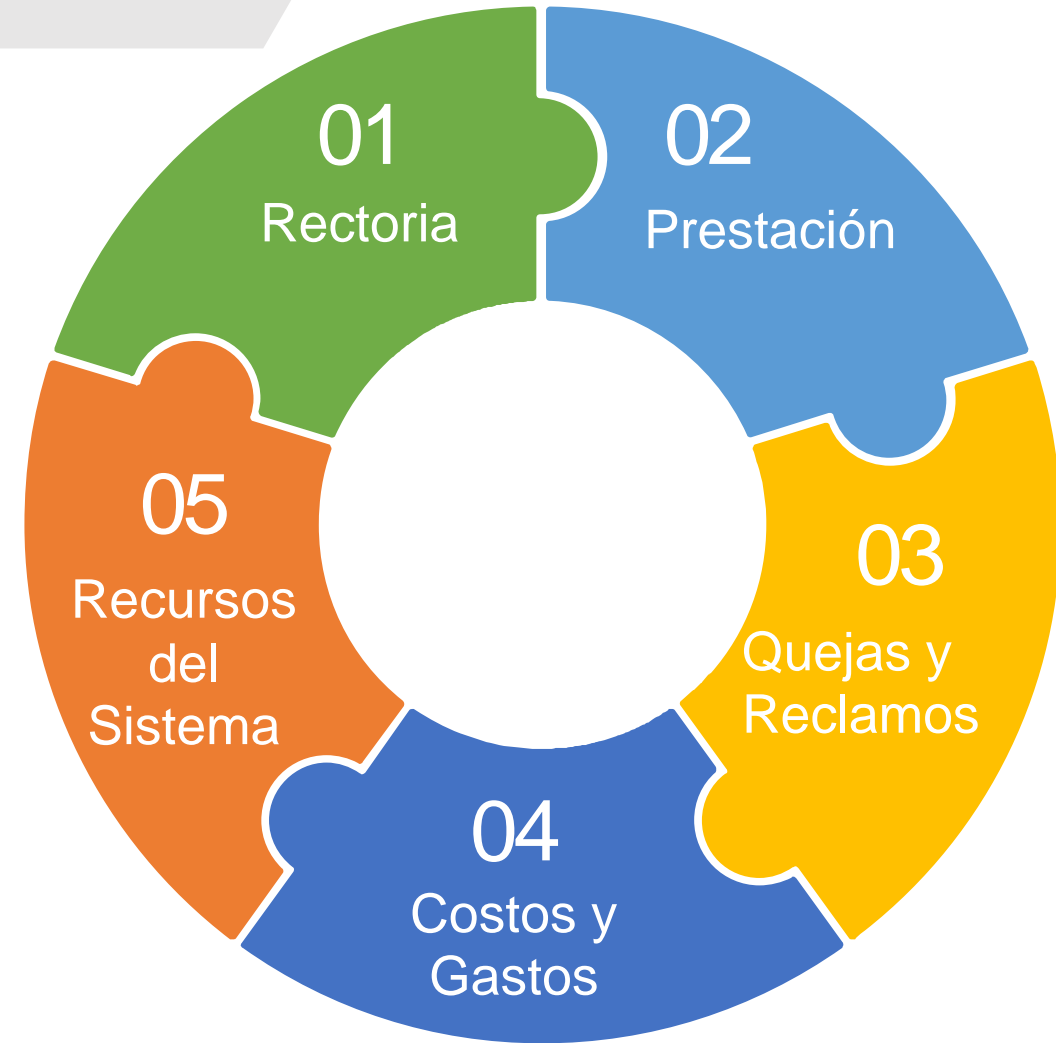 01
Rectoria
02
Prestación
03
Quejas y
Reclamos
04
Costos y
Gastos
05
Recursos
del
Sistema